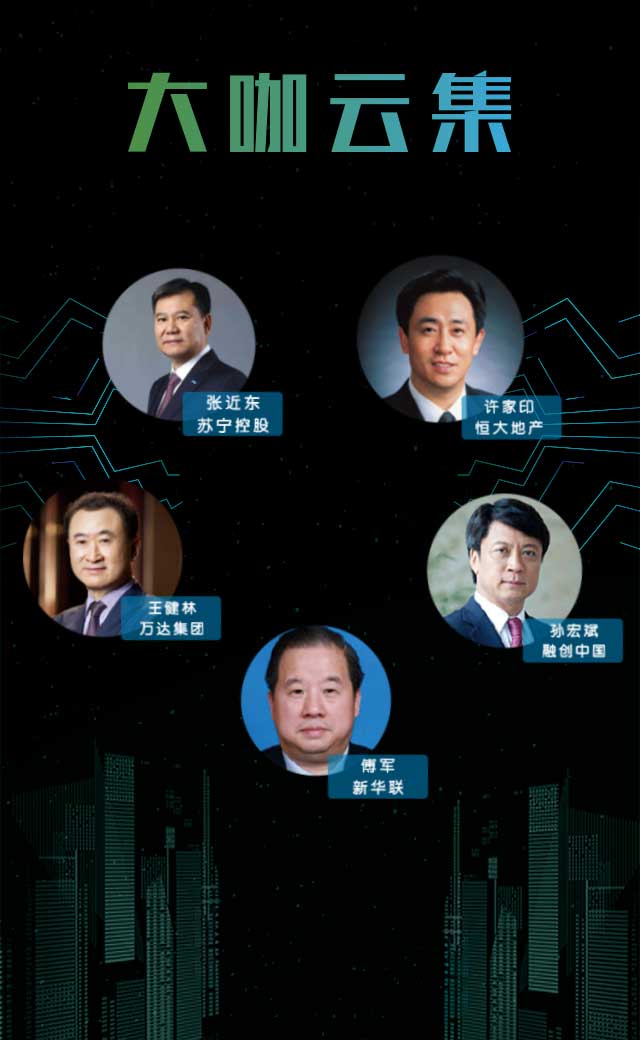 大咖云集
张近东
苏宁控股
许家印
恒大地产
王健林
万达集团
孙宏斌
融创中国
傅军
新华联